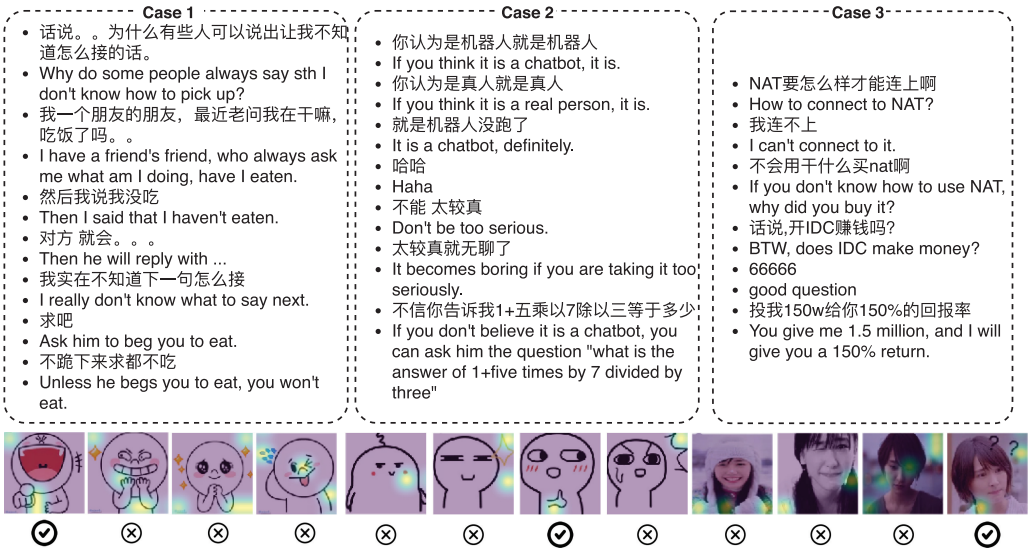 Case 1
• 话说。。为什么有些人可以说出让我不知
道怎么接的话。
• Why do some people always say sth I
don't know how to pick up?
• 我一个朋友的朋友，最近老问我在干嘛，
吃饭了吗。。
• I have a friend's friend, who always ask
me what am I doing, have I eaten.
• 然后我说我没吃
• Then I said that I haven't eaten.
• 对方 就会。。。
• Then he will reply with ...
• 我实在不知道下一句怎么接
• I really don't know what to say next.
• 求吧
• Ask him to beg you to eat.
• 不跪下来求都不吃
• Unless he begs you to eat, you won't
eat.
Case 2
• 你认为是机器人就是机器人
• If you think it is a chatbot, it is.
• 你认为是真人就是真人
• If you think it is a real person, it is.
• 就是机器人没跑了
• It is a chatbot, definitely.
• 哈哈
• Haha
• 不能 太较真
• Don't be too serious.
• 太较真就无聊了
• It becomes boring if you are taking it too
seriously.
• 不信你告诉我1+五乘以7除以三等于多少
• If you don't believe it is a chatbot, you
can ask him the question "what is the
answer of 1+five times by 7 divided by
three"
Case 3
• NAT要怎么样才能连上啊
• How to connect to NAT?
• 我连不上
• I can't connect to it.
• 不会用干什么买nat啊
• If you don't know how to use NAT,
why did you buy it?
• 话说,开IDC赚钱吗?
• BTW, does IDC make money?
• 66666
• good question
• 投我150w给你150%的回报率
• You give me 1.5 million, and I will
give you a 150% return.
? ?